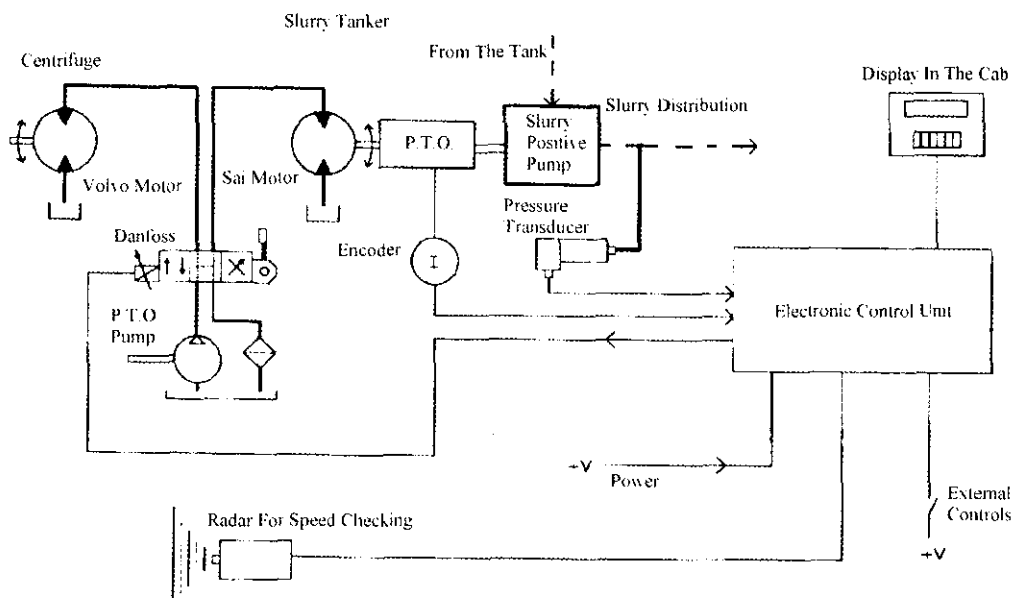 Slurry Tanker
From The Tank
Centrifuge
Display In The Cab
Slurry Distribution
Slurry
Positive
Pump
P.T.O.
Volvo Motor
Sai Motor
Pressure
Transducer
Danfoss
Encoder
I
P.T.O
Pump
Electronic Control Unit
+V
Power
External
Controls
+V
Radar For Speed Checking